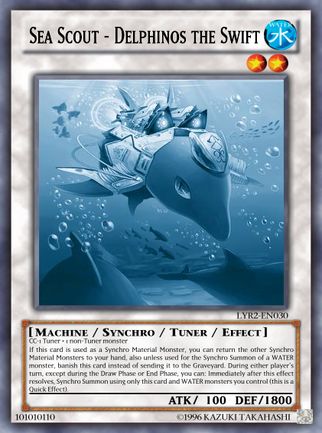 SEA SCOUT - DELPHINOS THE SWIFT
WATER
水
LYR2-EN030
[MACHINE / SYNCHRO / TUNER / EFFECT]
CC-1 Tuner + 1 non-Tuner monster
If this card is used as a Synchro Material Monster, you can return the other Synchro
Material Monsters to your hand, also unless used for the Synchro Summon of a WATER
monster, banish this card instead of sending it to the Graveyard. During either player's
turn, except during the Draw Phase or End Phase, you can: Immediately after this effect
resolves, Synchro Summon using only this card and WATER monsters you control (this is a
Quick Effect).
ATK/ 100 DEF/1800
101010110
©1996 KAZUKI TAKAHASHI